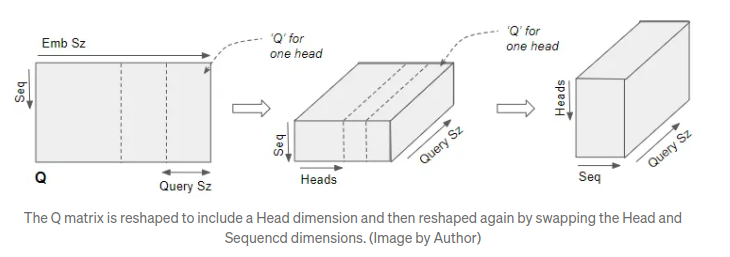 Emb Sz
'Q' for
one head
Seq
Q
Query Sz
Seq
Heads
Query Sz
'Q' for
one head
Heads
Seq
Query Sz
The Q matrix is reshaped to include a Head dimension and then reshaped again by swapping the Head and
Sequencd dimensions. (Image by Author)